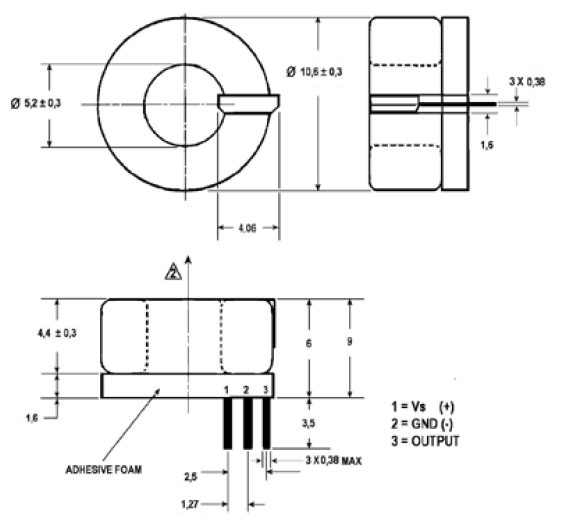 Ø 5,2 ± 0,3
Ø 10,6 ± 0,3
3 X 0,38
1,6
4,06
2
4,4 ± 0,3
6
9
1 2 3
1,6
3,5
ADHESIVE FOAM
3 X 0,38 MAX
2,5
1,27
1 = Vs (+)
2 = GND (-)
3 = OUTPUT